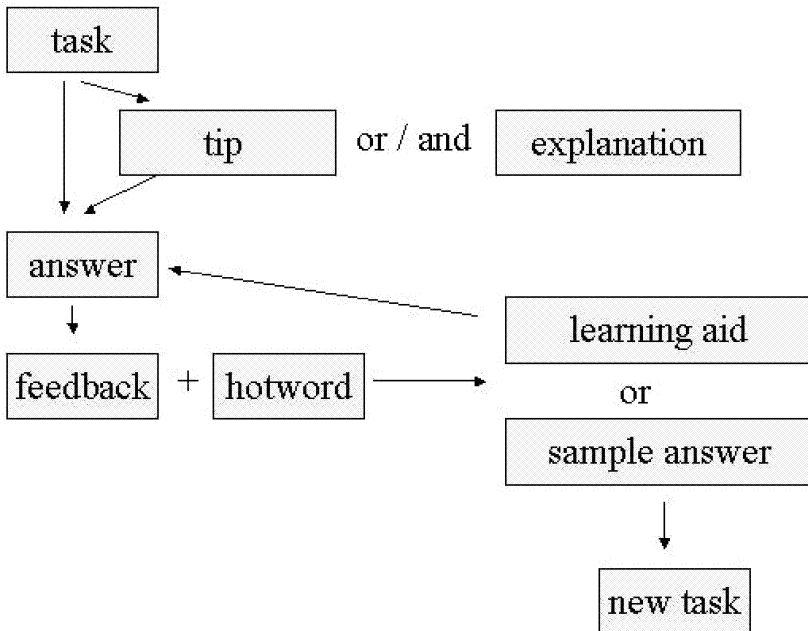 task
tip or / and explanation
answer
learning aid
feedback + hotword
or
sample answer
new task